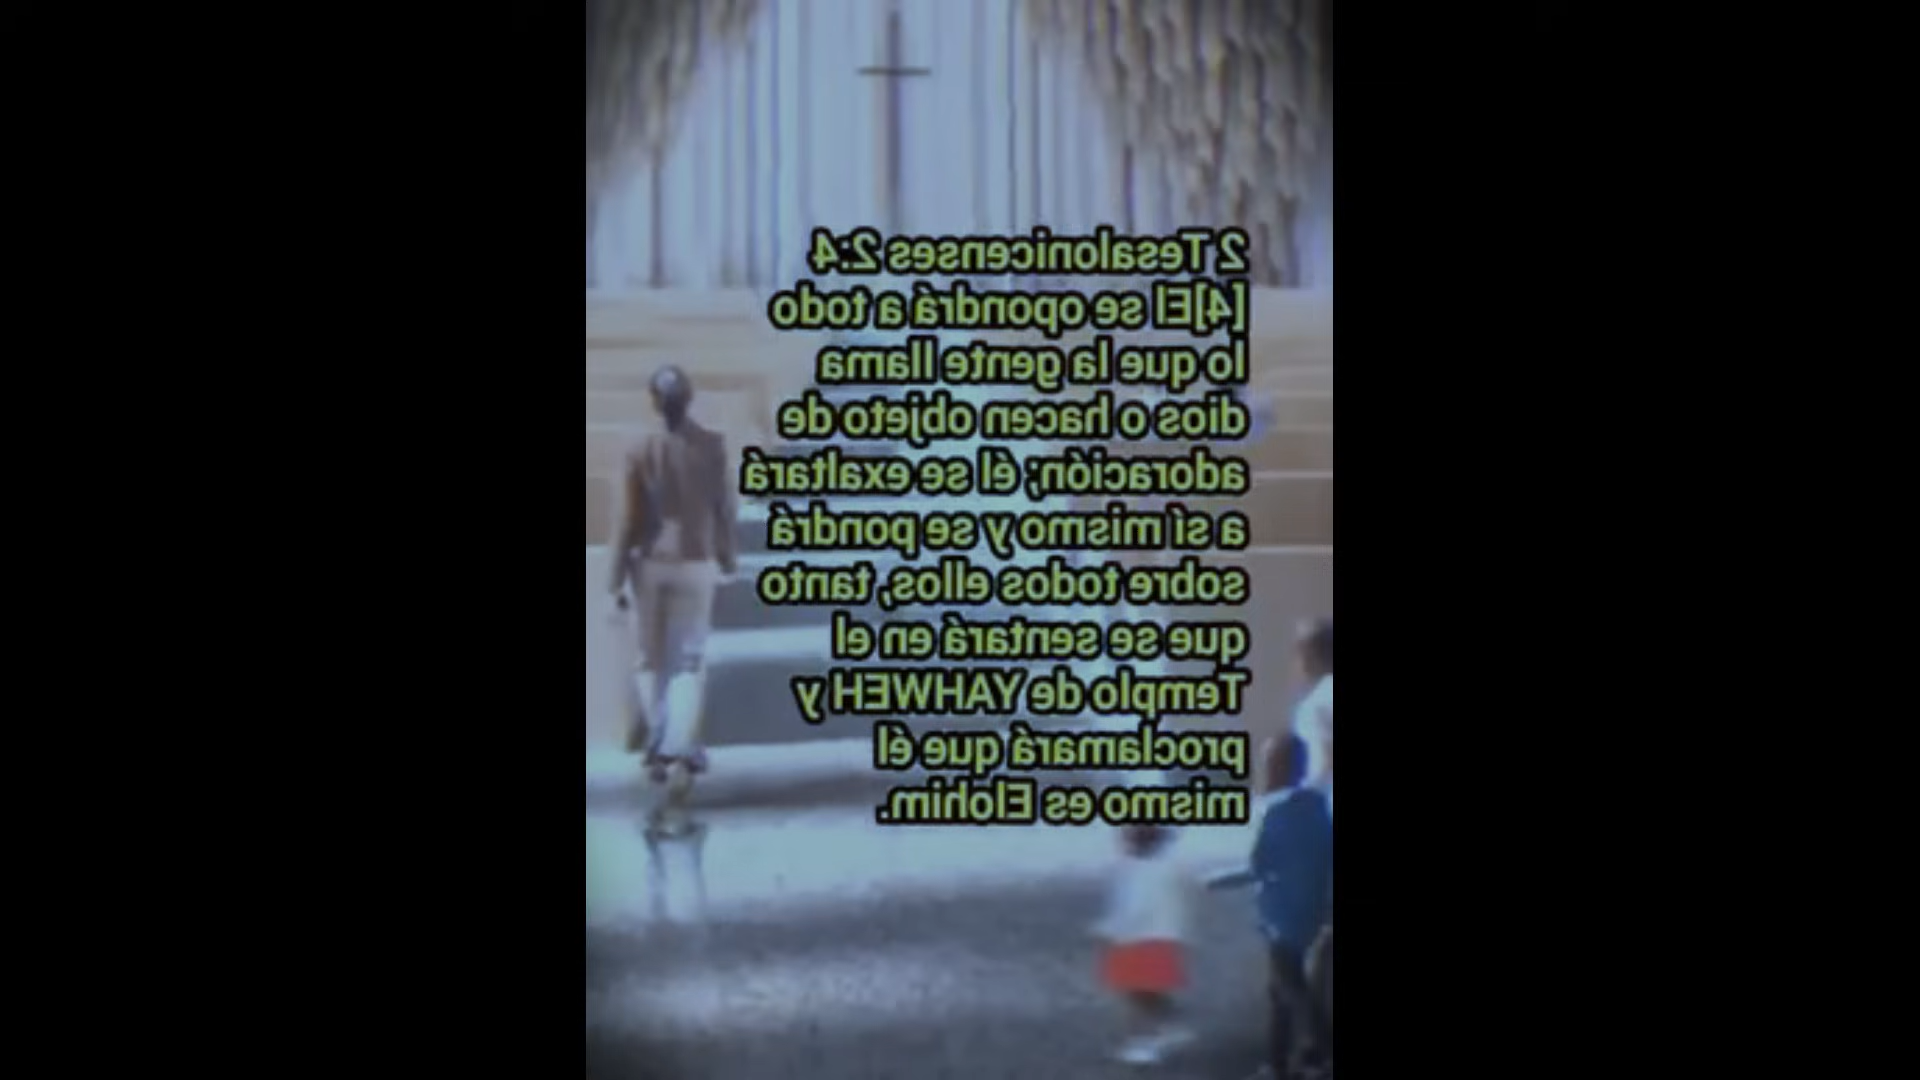 2 Tesalonicenses 2:4
[4]El se opondrá a todo
lo que la gente llama
dios o hacen objeto de
adoración; él se exaltará
a sí mismo y se pondrá
sobre todos ellos, tanto
que se sentará en el
Templo de YAHWEH y
proclamará que él
mismo es Elohim.